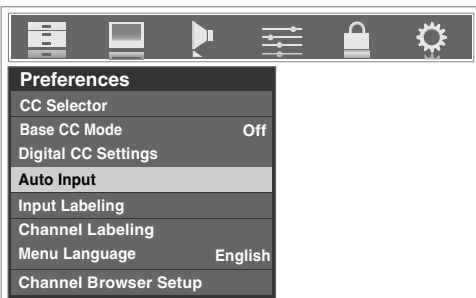 Preferences
CC Selector
Base CC Mode Off
Digital CC Settings
Auto Input
Input Labeling
Channel Labeling
Menu Language English
Channel Browser Setup